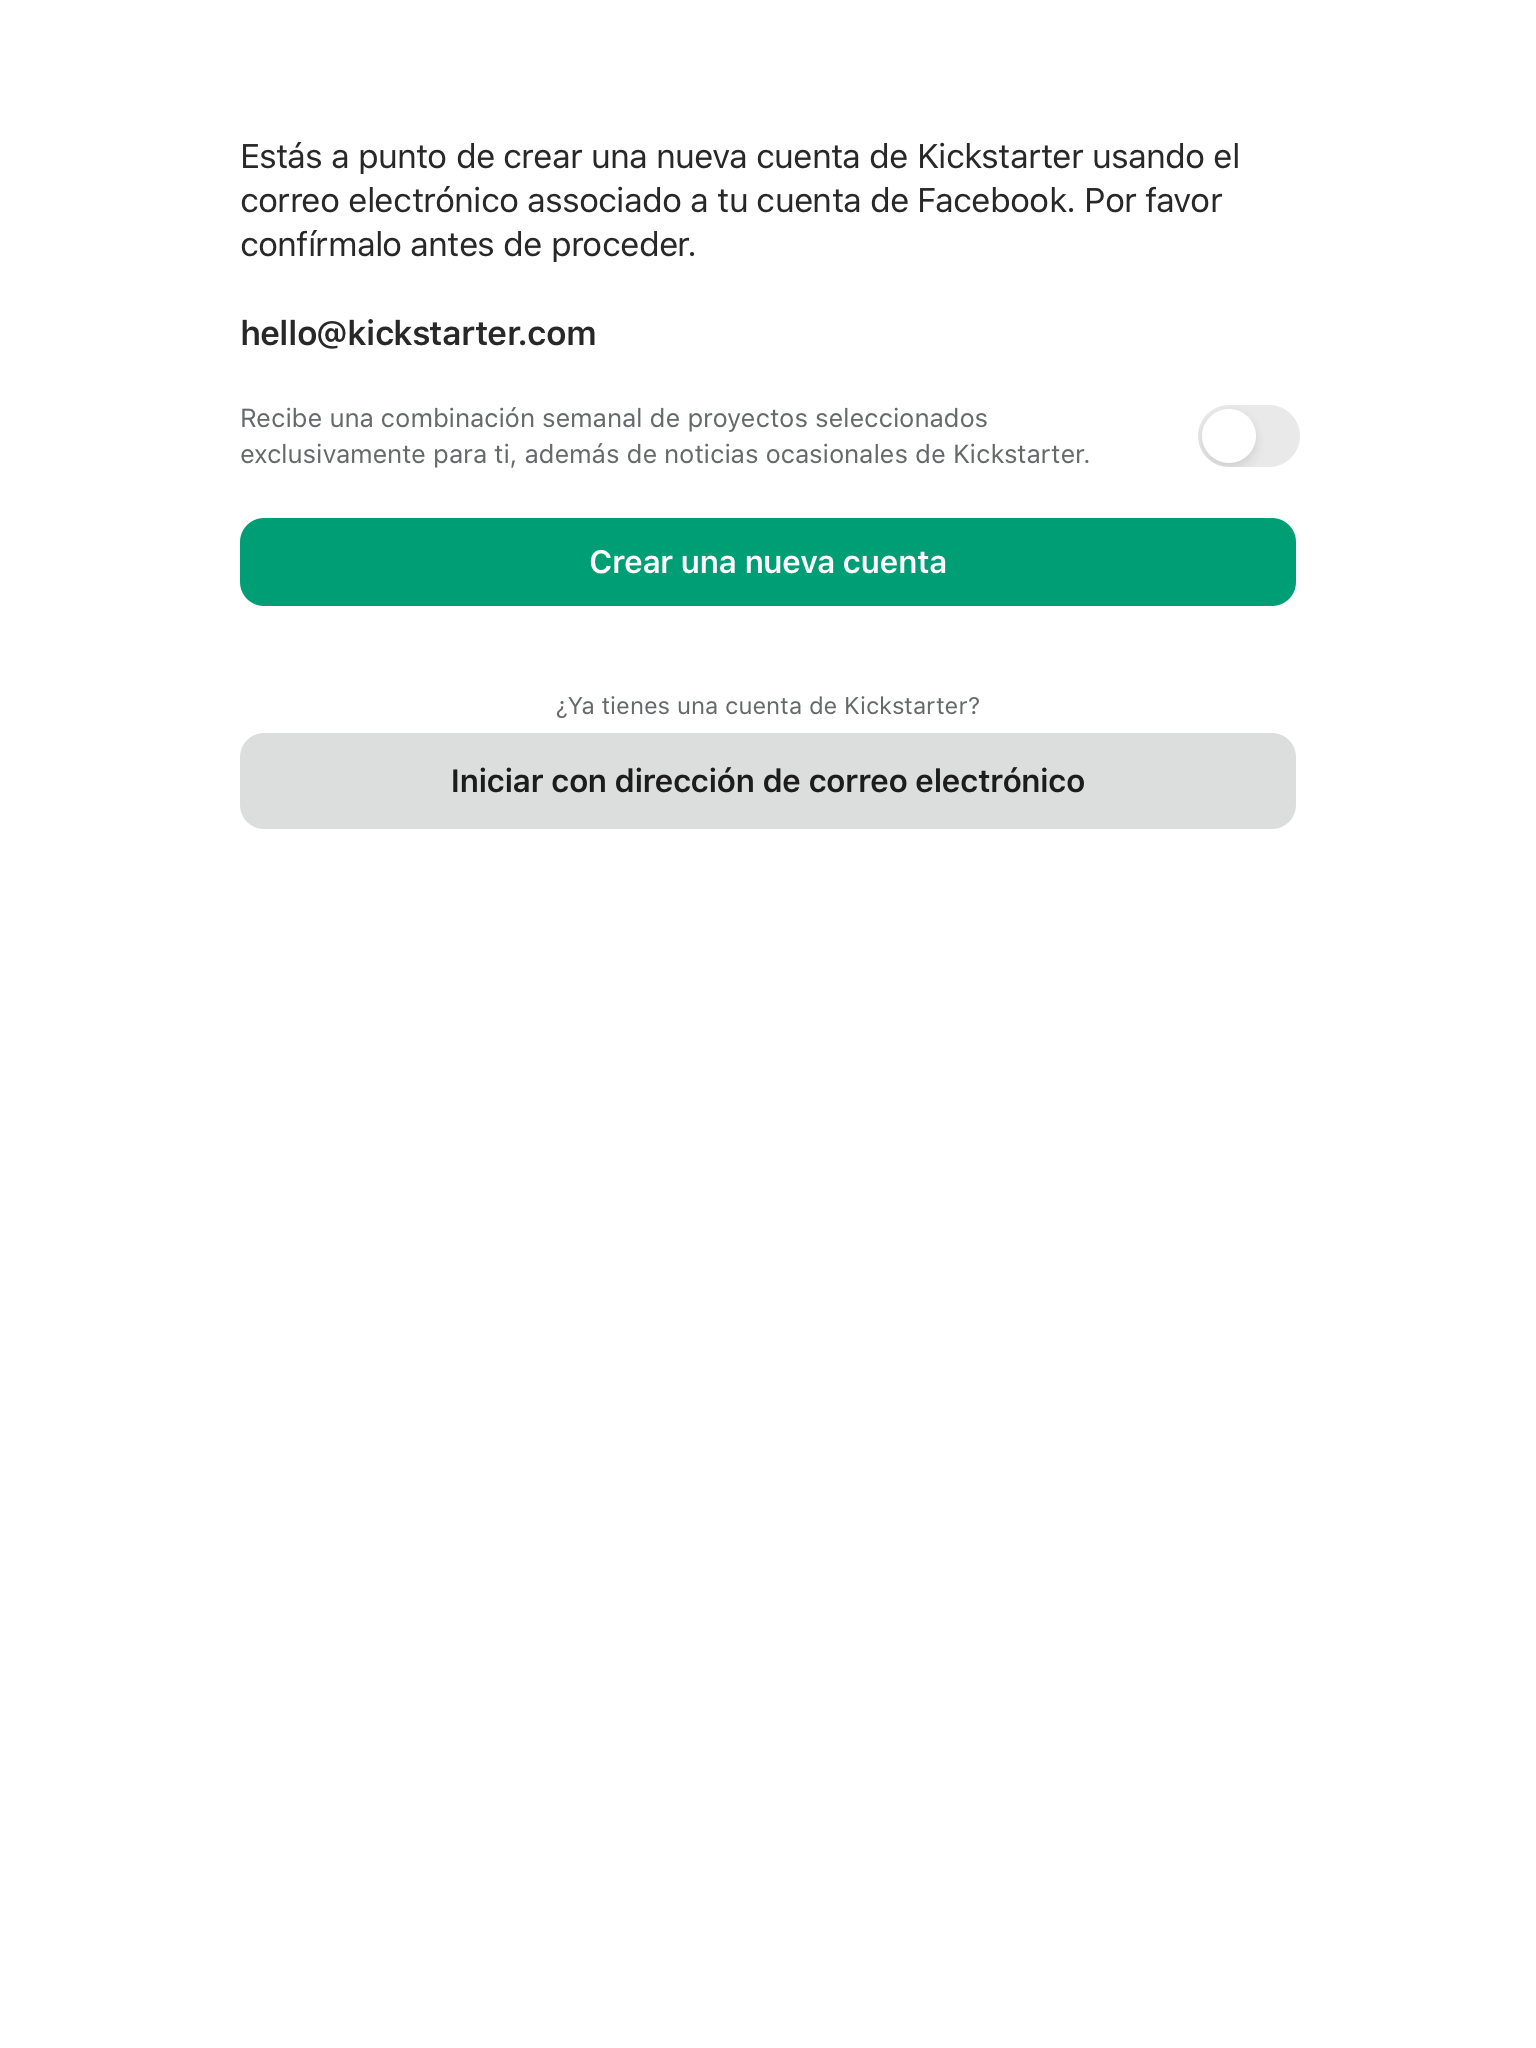 Estás a punto de crear una nueva cuenta de Kickstarter usando el
correo electrónico associado a tu cuenta de Facebook. Por favor
confírmalo antes de proceder.
hello@kickstarter.com
Recibe una combinación semanal de proyectos seleccionados
exclusivamente para ti, además de noticias ocasionales de Kickstarter.
Crear una nueva cuenta
¿Ya tienes una cuenta de Kickstarter?
Iniciar con dirección de correo electrónico